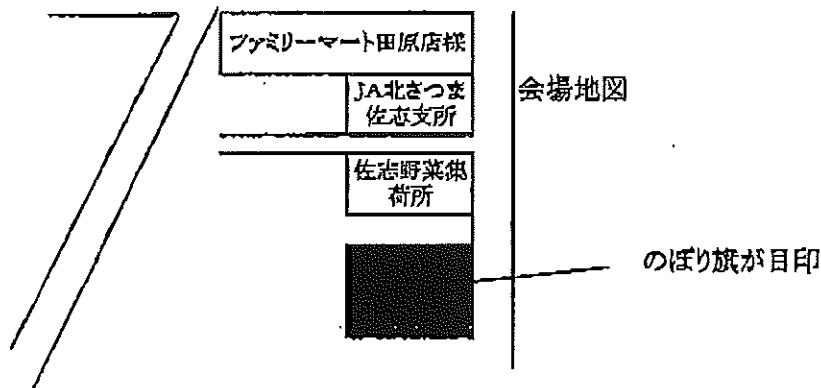 ファミリーマート田原店様
JA北さつま
佐志支所
会場地図
佐志野菜集
荷所
のぼり旗が目印